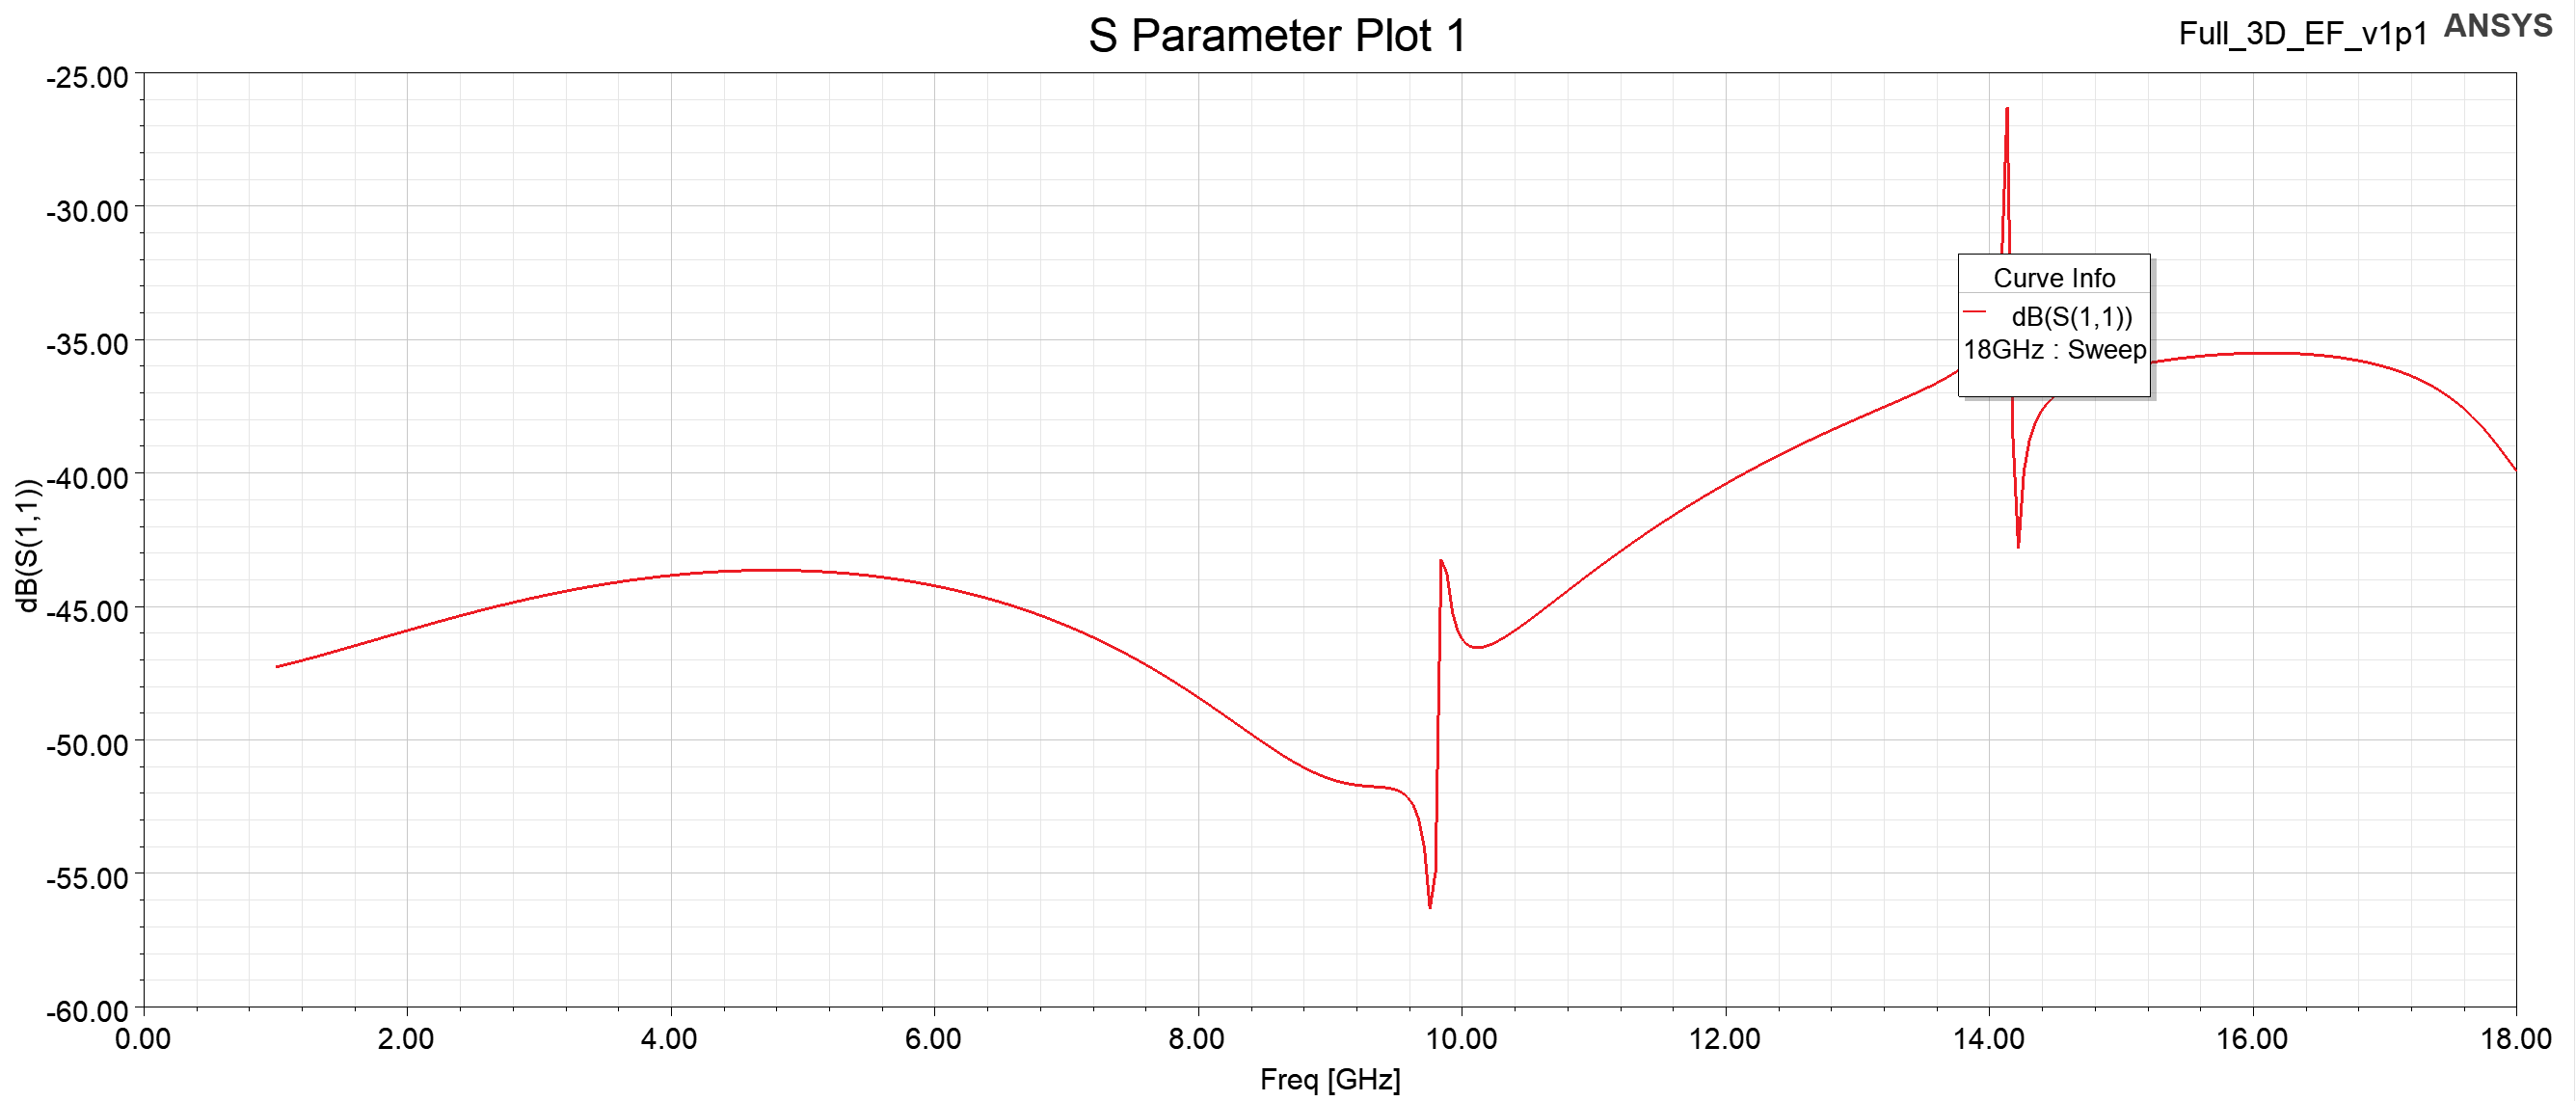 S Parameter Plot 1
Full_3D_EF_v1p1 ANSYS
-25.00
-30.00
-35.00
-40.00
-45.00
-50.00
-55.00
-60.00
dB(S(1,1))
Curve Info
dB(S(1,1))
18GHz : Sweep
0.00 2.00 4.00 6.00 8.00 10.00 12.00 14.00 16.00 18.00
Freq [GHz]